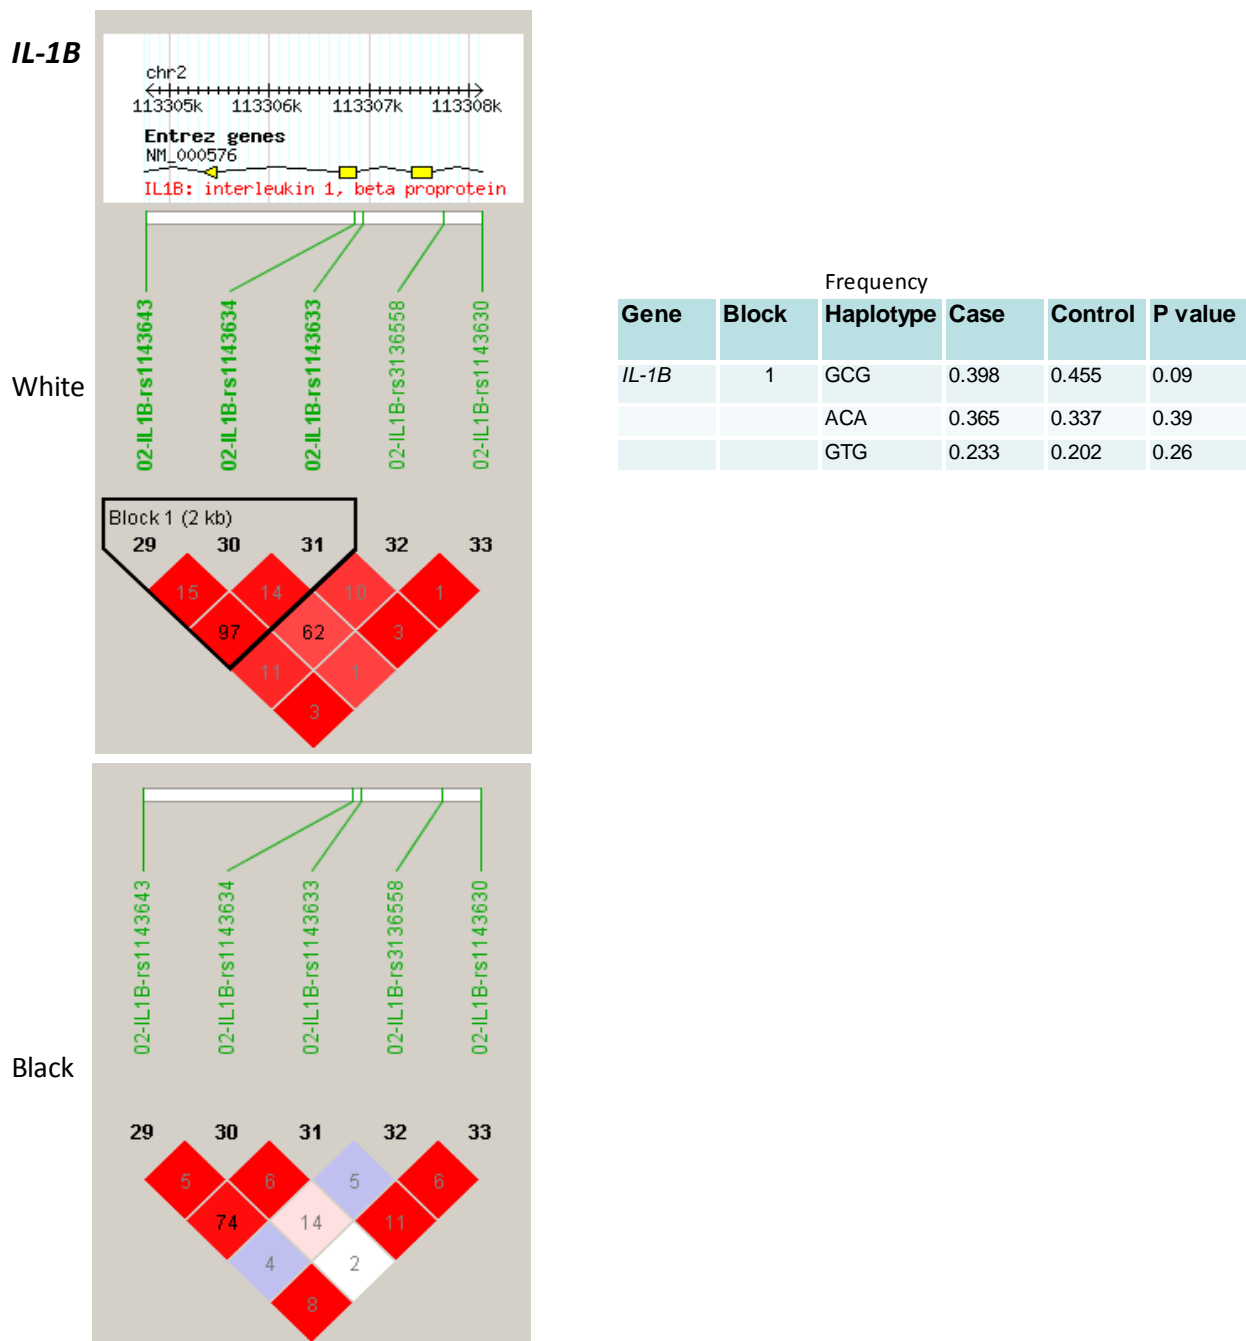 IL-1B
chr2
113305k 113306k 113307k 113308k
Entrez genes
NM_000576
IL1B: interleukin 1, beta proprotein
White
02-IL1B-rs1143643
02-IL1B-rs1143634
02-IL1B-rs1143633
02-IL1B-rs3136558
02-IL1B-rs1143630
Block 1 (2 kb)
29 30 31 32 33
15 14 10 1
97 62 3
11 1
3
Frequency
Gene Block Haplotype Case Control P value
IL-1B 1 GCG 0.398 0.455 0.09
ACA 0.365 0.337 0.39
GTG 0.233 0.202 0.26
Black
02-IL1B-rs1143643
02-IL1B-rs1143634
02-IL1B-rs1143633
02-IL1B-rs3136558
02-IL1B-rs1143630
29 30 31 32 33
5 6 5 6
74 14 11
4 2
8